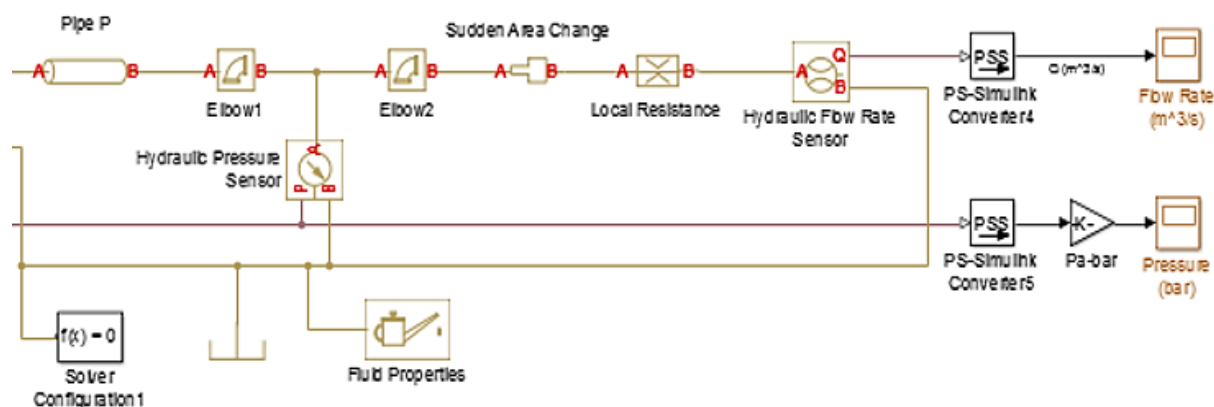 Pipe P
A B
Elbow1
A B
Elbow2
A B
Sudden Area Change
A B
Local Resistance
A B
Hydraulic Flow Rate
Sensor
A Q
B
PS-Simulink
Converter4
PSS
Q (m^3/s)
Flow Rate
(m^3/s)
Hydraulic Pressure
Sensor
A
P B
PSS
PS-Simulink
Converter5
-K-
Pa-bar
Pressure
(bar)
f(x) = 0
Solver
Configuration1
Fluid Properties